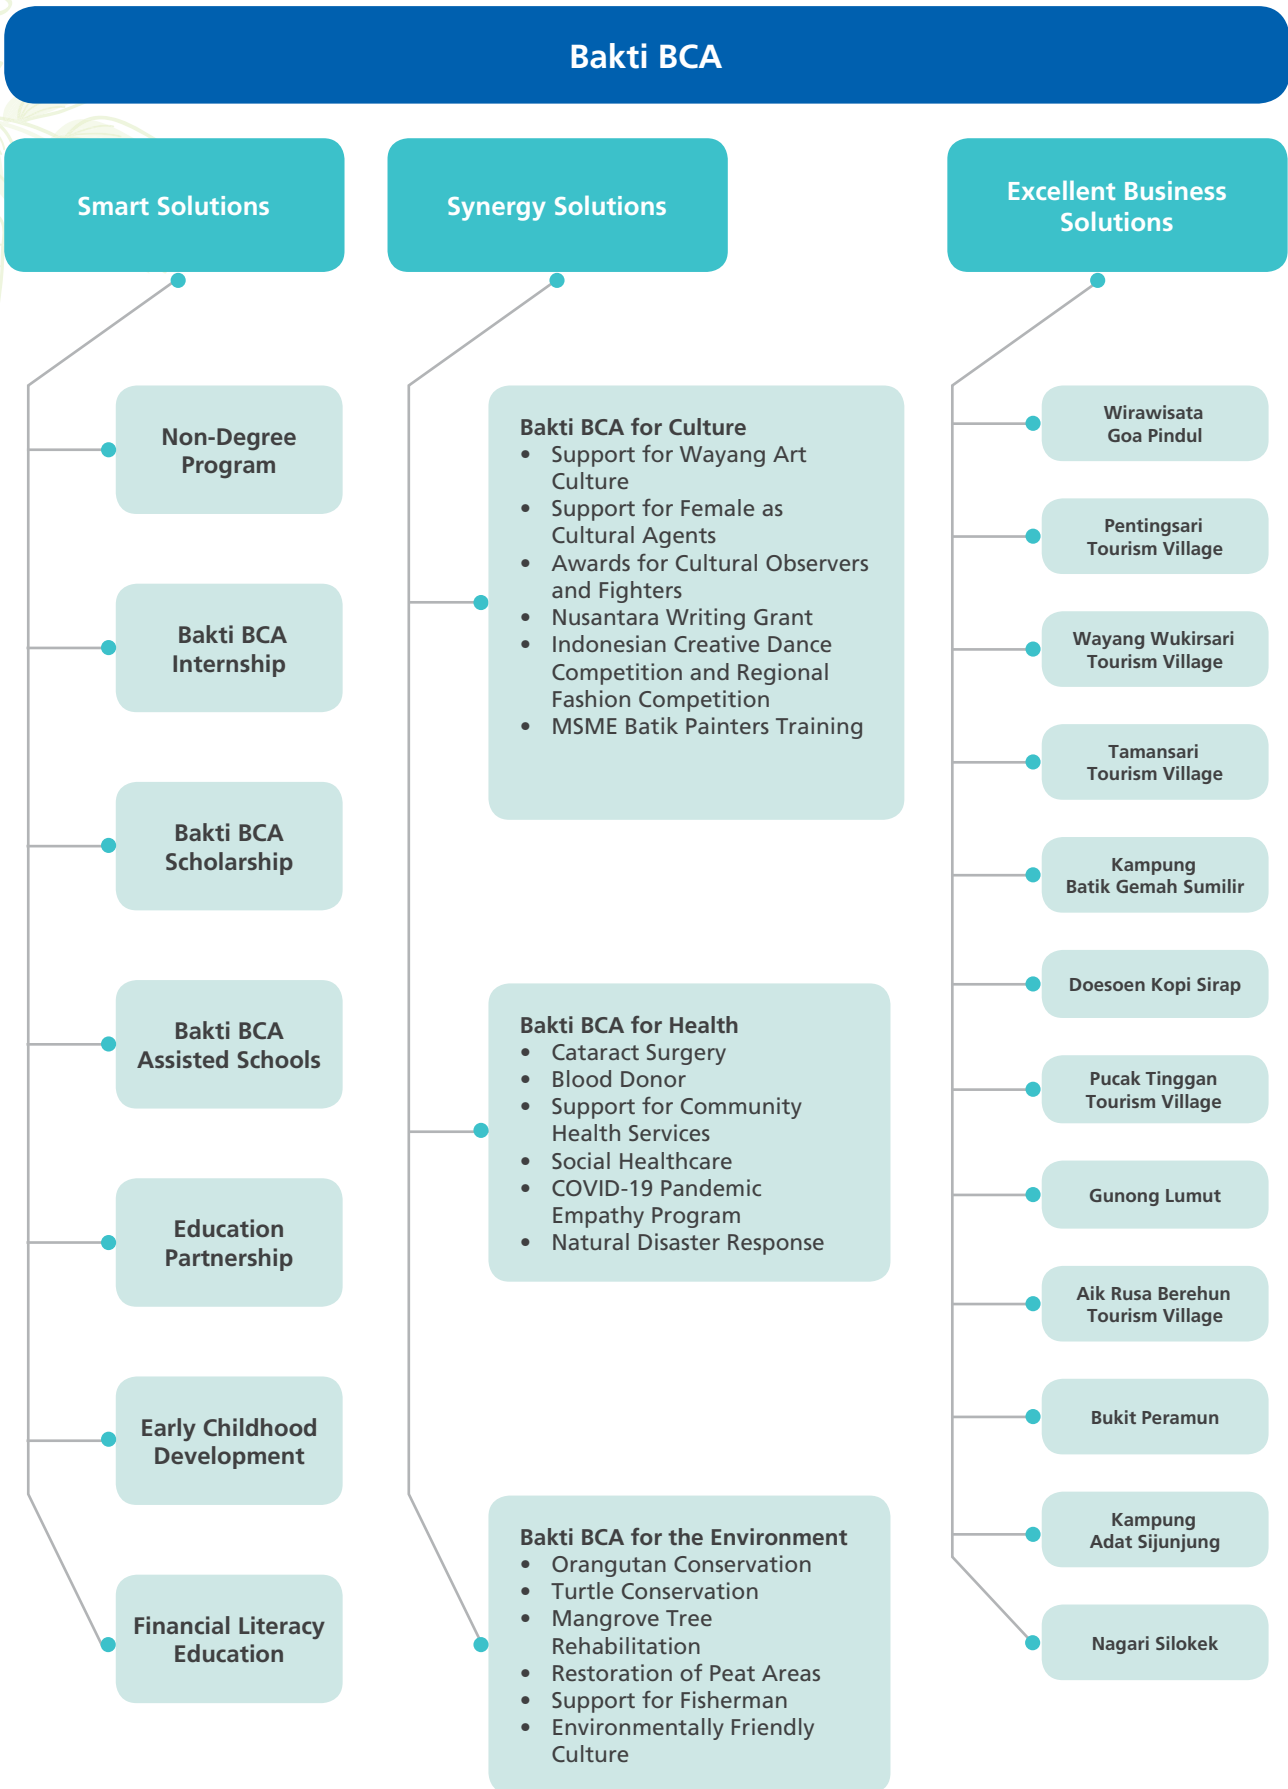 Bakti BCA
Smart Solutions
Non-Degree
Program
Bakti BCA
Internship
Bakti BCA
Scholarship
Bakti BCA
Assisted Schools
Education
Partnership
Early Childhood
Development
Financial Literacy
Education
Synergy Solutions
Bakti BCA for Culture
• Support for Wayang Art
Culture
• Support for Female as
Cultural Agents
• Awards for Cultural Observers
and Fighters
• Nusantara Writing Grant
• Indonesian Creative Dance
Competition and Regional
Fashion Competition
• MSME Batik Painters Training
Bakti BCA for Health
• Cataract Surgery
• Blood Donor
• Support for Community
Health Services
• Social Healthcare
• COVID-19 Pandemic
Empathy Program
• Natural Disaster Response
Bakti BCA for the Environment
• Orangutan Conservation
• Turtle Conservation
• Mangrove Tree
Rehabilitation
• Restoration of Peat Areas
• Support for Fisherman
• Environmentally Friendly
Culture
Excellent Business
Solutions
Wirawisata
Goa Pindul
Pentingsari
Tourism Village
Wayang Wukirsari
Tourism Village
Tamansari
Tourism Village
Kampung
Batik Gemah Sumilir
Doesoen Kopi Sirap
Pucak Tinggan
Tourism Village
Gunong Lumut
Aik Rusa Berehun
Tourism Village
Bukit Peramun
Kampung
Adat Sijunjung
Nagari Silokek